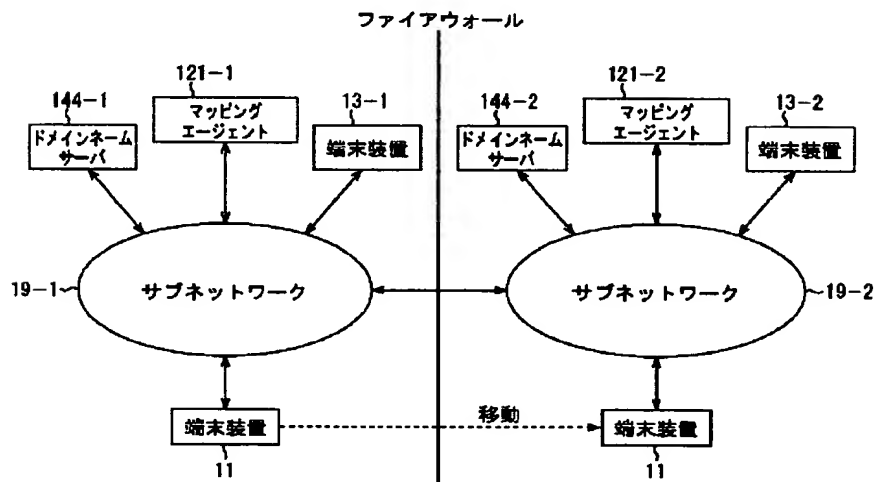 ファイアウォール
144-1
121-1
13-1
ドメインネーム
サーバ
マッピング
エージェント
端末装置
144-2
121-2
13-2
ドメインネーム
サーバ
マッピング
エージェント
端末装置
19-1
サブネットワーク
サブネットワーク
19-2
端末装置
移動
端末装置
11
11